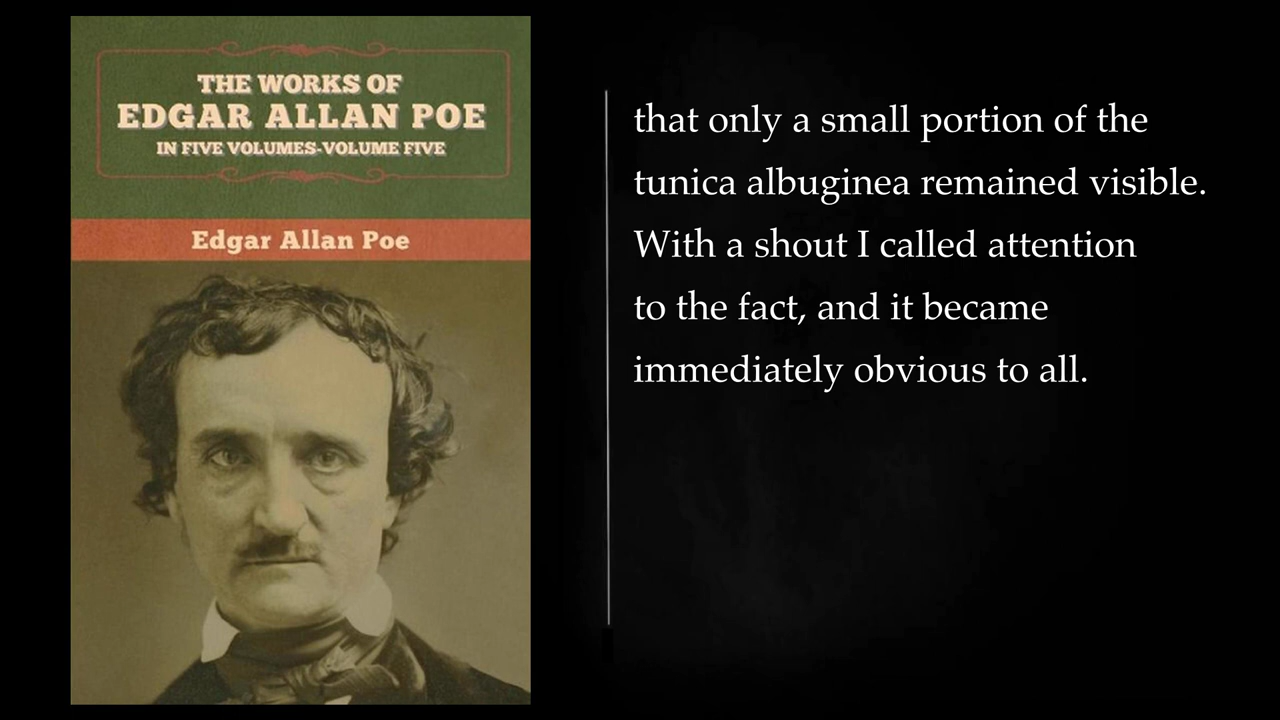 THE WORKS OF
EDGAR ALLAN POE
IN FIVE VOLUMES-VOLUME FIVE
Edgar Allan Poe
that only a small portion of the
tunica albuginea remained visible.
With a shout I called attention
to the fact, and it became
immediately obvious to all.